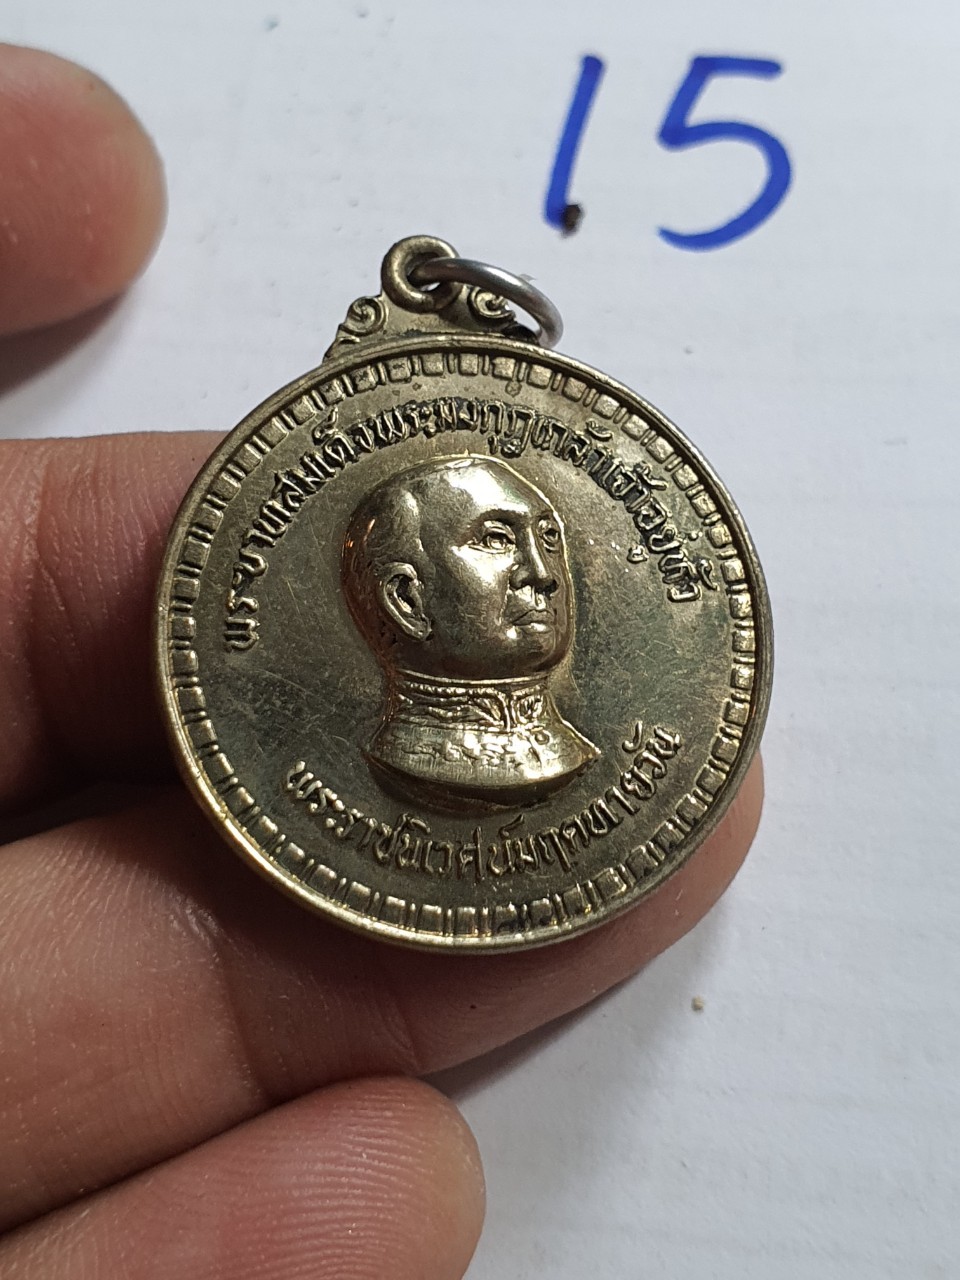 15
พระบาทสมเด็จพระมงกุฎเกล้าเจ้าอยู่หัว
พระราชนิเวศน์มฤคทายวัน